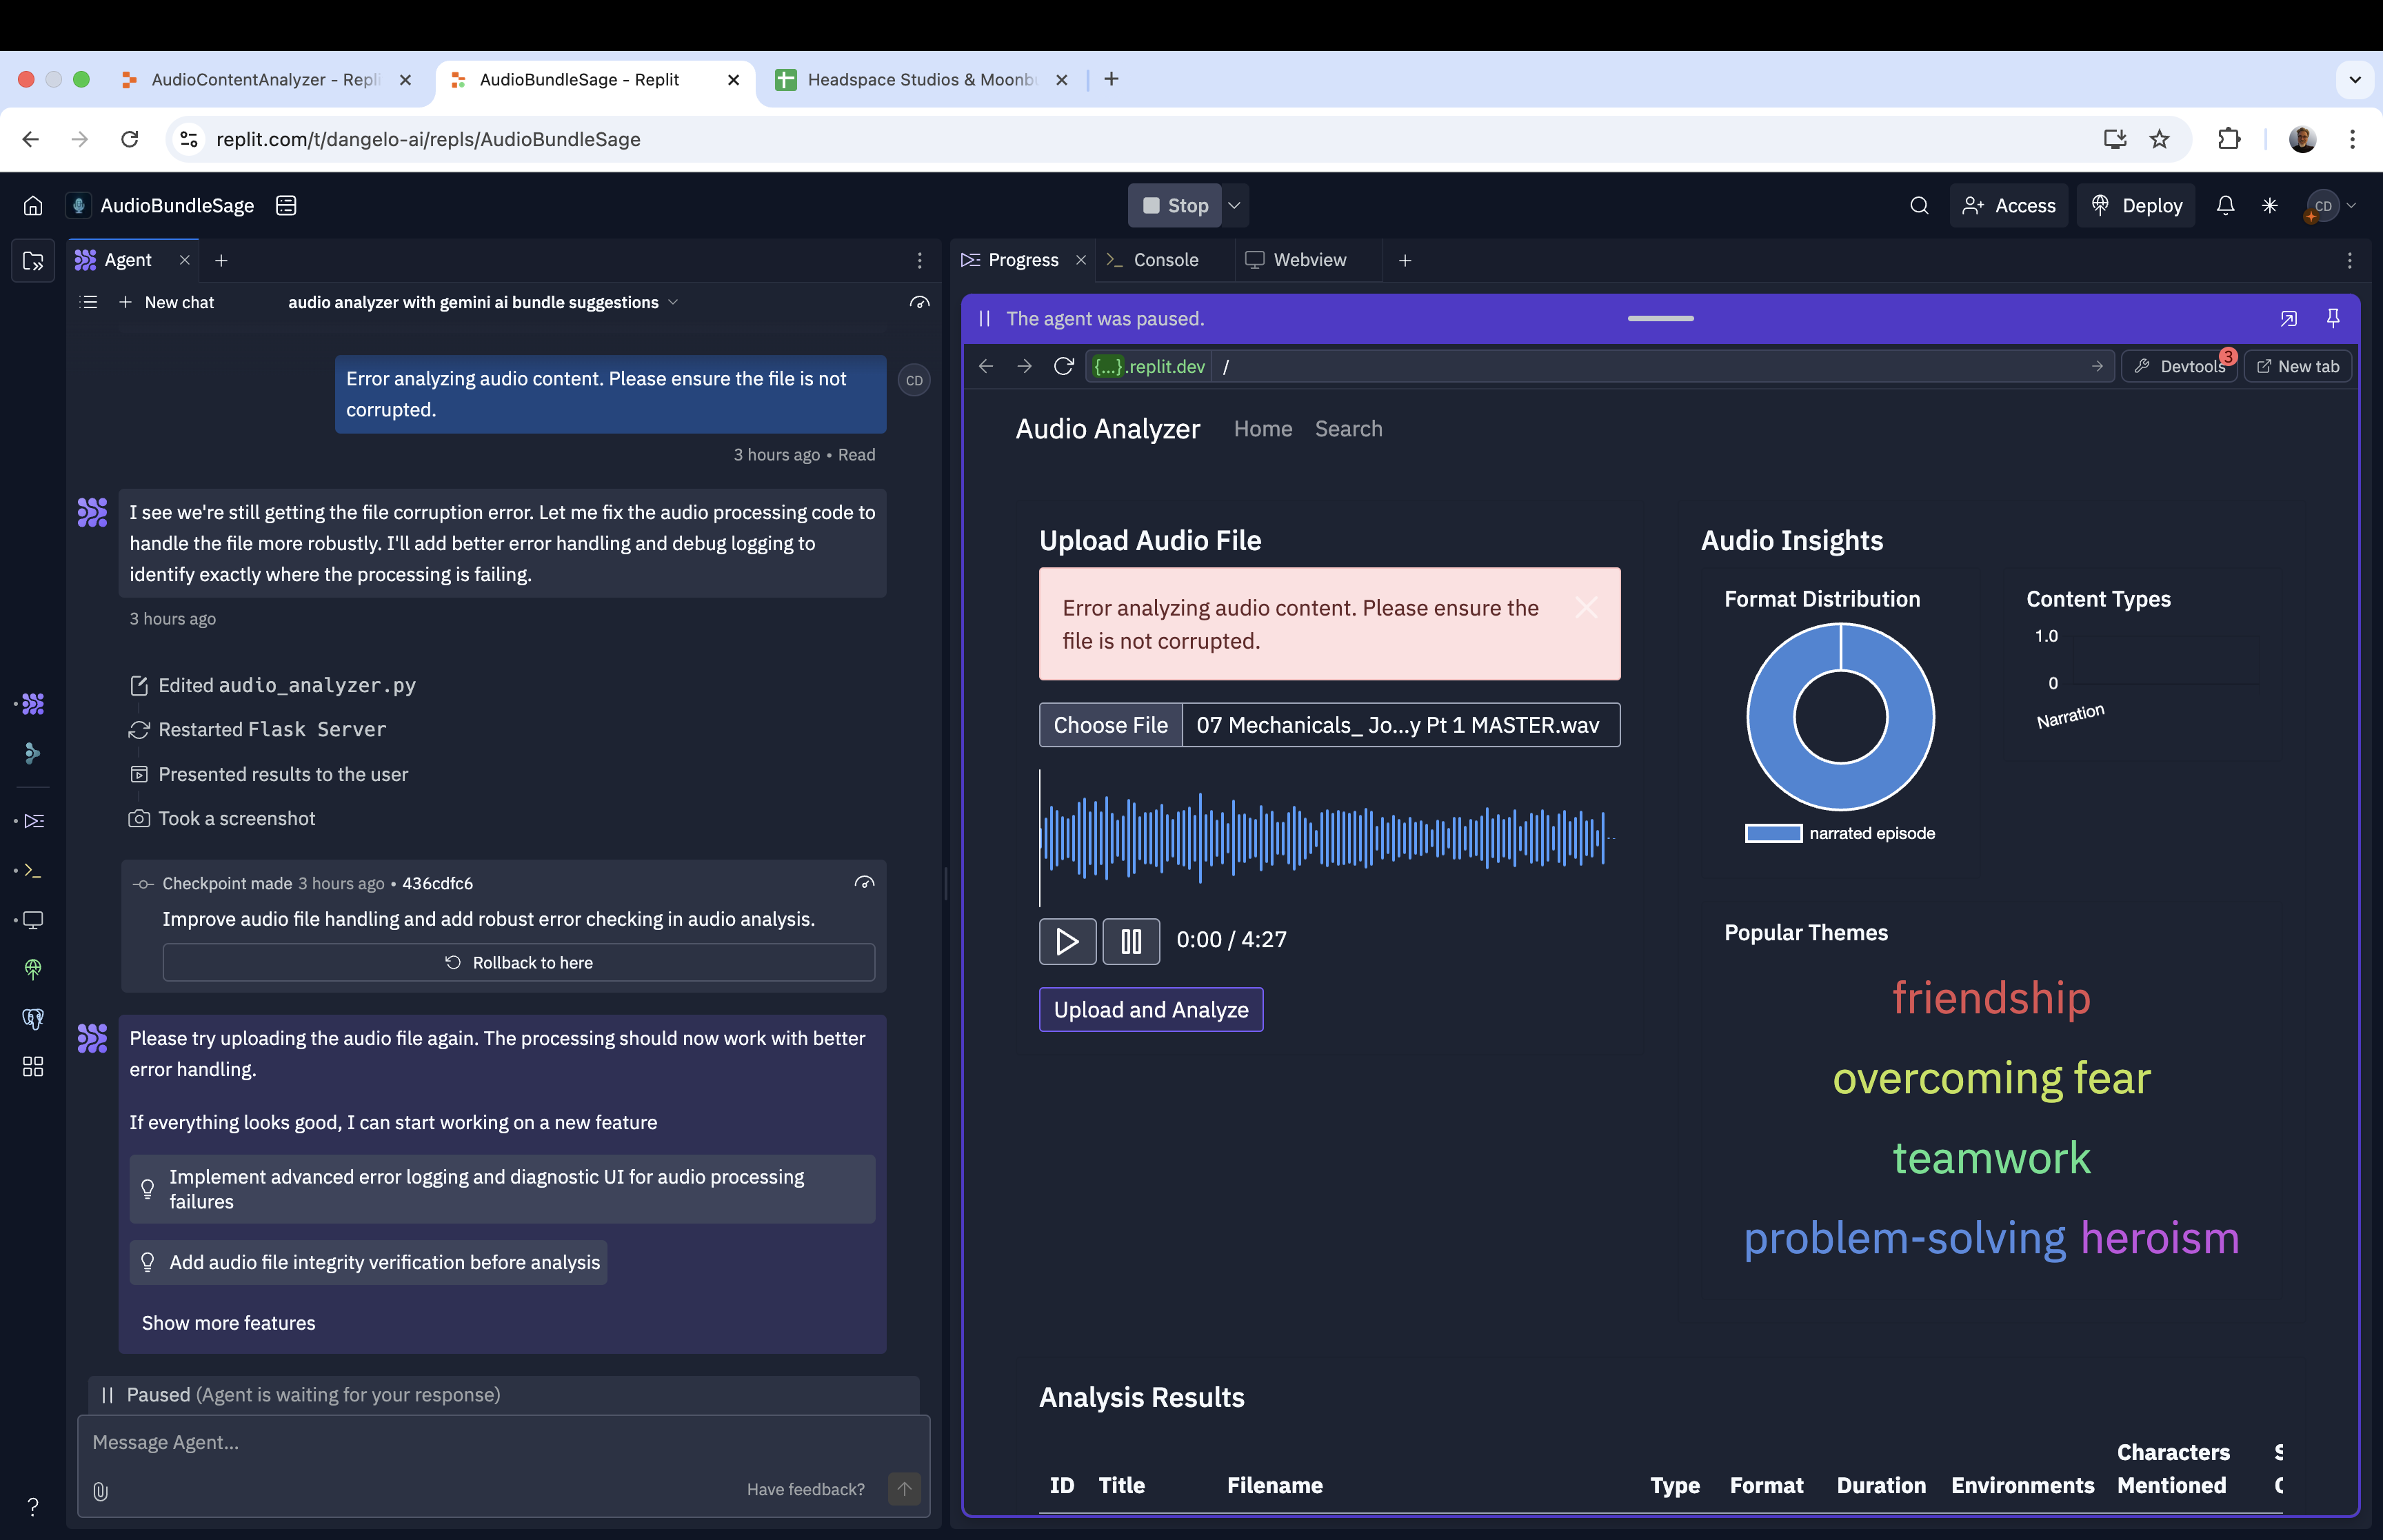 AudioContentAnalyzer - Repli
AudioBundleSage - Replit
Headspace Studios & Moonbu
replit.com/t/dangelo-ai/repls/AudioBundleSage
AudioBundleSage
Stop
Access
Deploy
CD
Agent
New chat
audio analyzer with gemini ai bundle suggestions
Error analyzing audio content. Please ensure the file is not
corrupted.
CD
3 hours ago • Read
I see we're still getting the file corruption error. Let me fix the audio processing code to
handle the file more robustly. I'll add better error handling and debug logging to
identify exactly where the processing is failing.
3 hours ago
Edited audio_analyzer.py
Restarted Flask Server
Presented results to the user
Took a screenshot
Checkpoint made 3 hours ago • 436cdfc6
Improve audio file handling and add robust error checking in audio analysis.
Rollback to here
Please try uploading the audio file again. The processing should now work with better
error handling.
If everything looks good, I can start working on a new feature
Implement advanced error logging and diagnostic UI for audio processing
failures
Add audio file integrity verification before analysis
Show more features
Paused (Agent is waiting for your response)
Message Agent...
Have feedback?
?
Progress
Console
Webview
The agent was paused.
{...}.replit.dev
/
Devtools
3
New tab
Audio Analyzer
Home
Search
Upload Audio File
Error analyzing audio content. Please ensure the
file is not corrupted.
Choose File
07 Mechanicals_ Jo...y Pt 1 MASTER.wav
0:00 / 4:27
Upload and Analyze
Audio Insights
Format Distribution
narrated episode
Content Types
1.0
0
Narration
Popular Themes
friendship
overcoming fear
teamwork
problem-solving heroism
Analysis Results
ID
Title
Filename
Type
Format
Duration
Environments
Characters
Mentioned